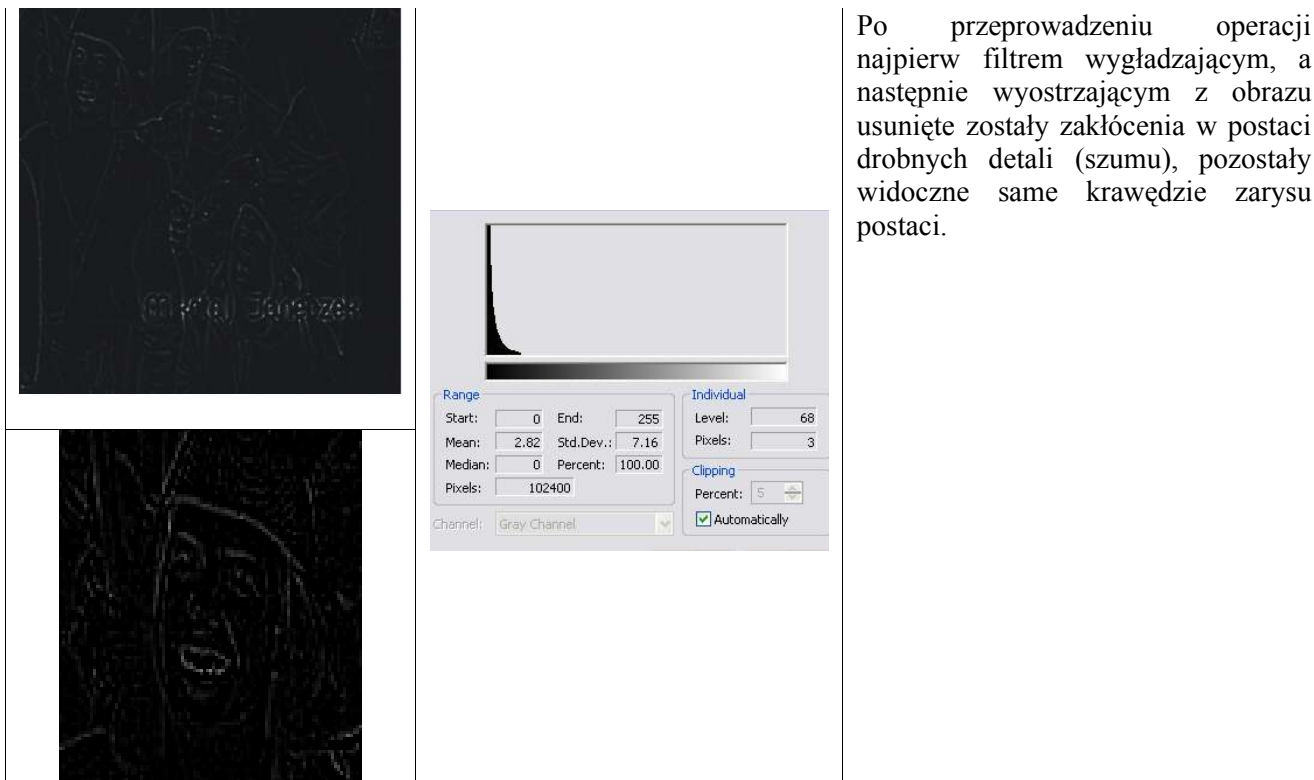 Po przeprowadzeniu operacji
najpierw filtrem wygładzającym, a
następnie wyostrzającym z obrazu
usunięte zostały zakłócenia w postaci
drobnych detali (szumu), pozostały
widoczne same krawędzie zarysu
postaci.
Range
Start: 0 End: 255
Mean: 2.82 Std.Dev.: 7.16
Median: 0 Percent: 100.00
Pixels: 102400
Channel: Gray Channel
Individual
Level: 68
Pixels: 3
Clipping
Percent: 5
Automatically